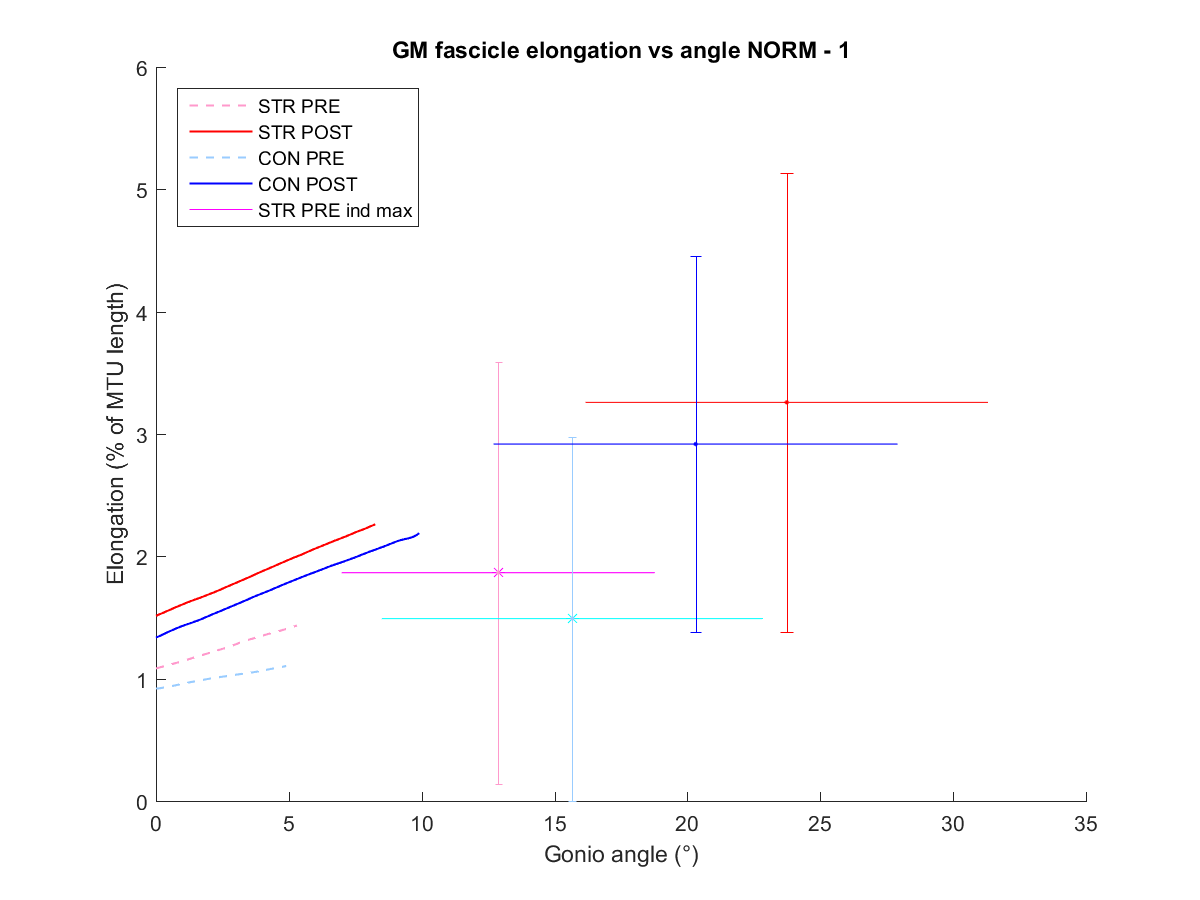 GM fascicle elongation vs angle NORM - 1
6
5
4
3
2
1
0
Elongation (% of MTU length)
STR PRE
STR POST
CON PRE
CON POST
STR PRE ind max
0 5 10 15 20 25 30 35
Gonio angle (°)